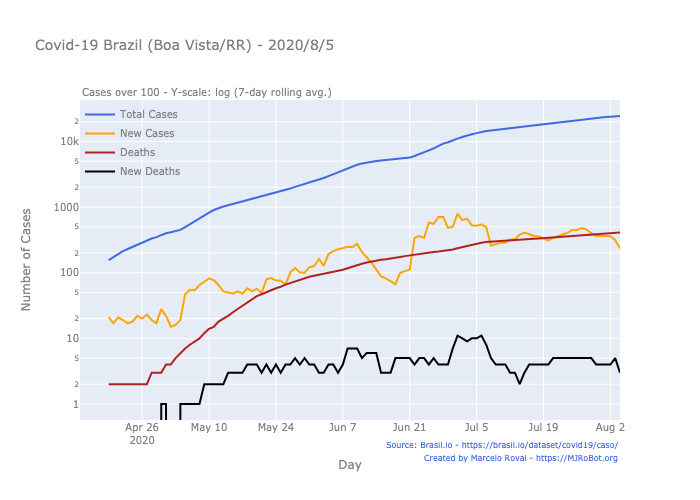 Covid-19 Brazil (Boa Vista/RR) - 2020/8/5
Cases over 100 - Y-scale: log (7-day rolling avg.)
Total Cases
New Cases
Deaths
New Deaths
2
10k
5
2
1000
5
2
100
5
2
10
5
2
1
Number of Cases
Apr 26
2020
May 10
May 24
Jun 7
Jun 21
Jul 5
Jul 19
Aug 2
Day
Source: Brasil.io - https://brasil.io/dataset/covid19/caso/
Created by Marcelo Rovai - https://MJRoBot.org